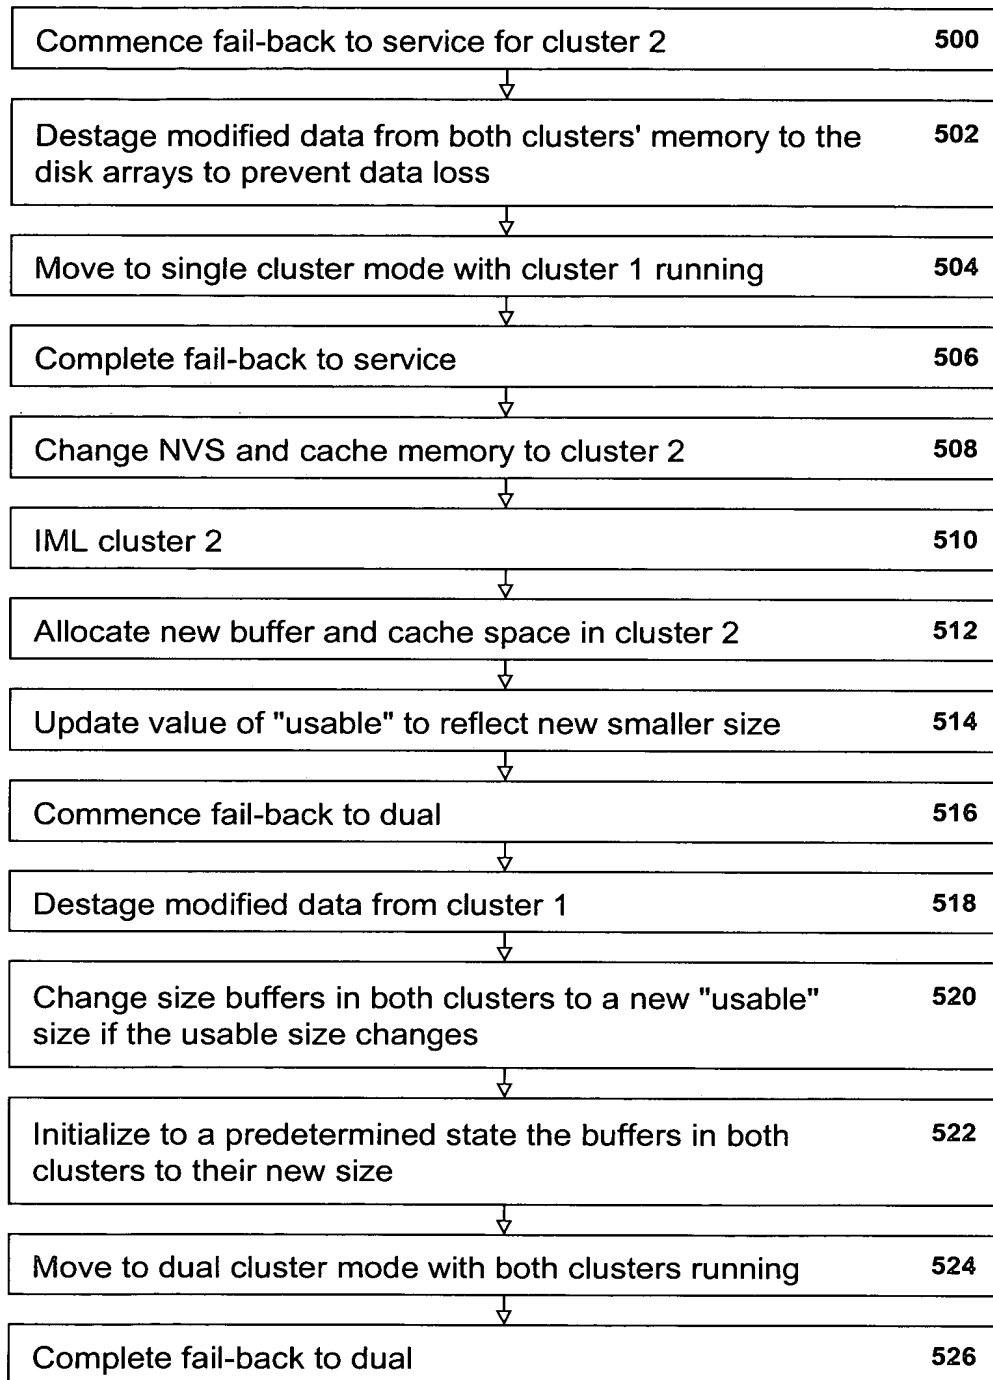 Commence fail-back to service for cluster 2 500
Destage modified data from both clusters' memory to the 502
disk arrays to prevent data loss
Move to single cluster mode with cluster 1 running 504
Complete fail-back to service 506
Change NVS and cache memory to cluster 2 508
IML cluster 2 510
Allocate new buffer and cache space in cluster 2 512
Update value of "usable" to reflect new smaller size 514
Commence fail-back to dual 516
Destage modified data from cluster 1 518
Change size buffers in both clusters to a new "usable" 520
size if the usable size changes
Initialize to a predetermined state the buffers in both 522
clusters to their new size
Move to dual cluster mode with both clusters running 524
Complete fail-back to dual 526